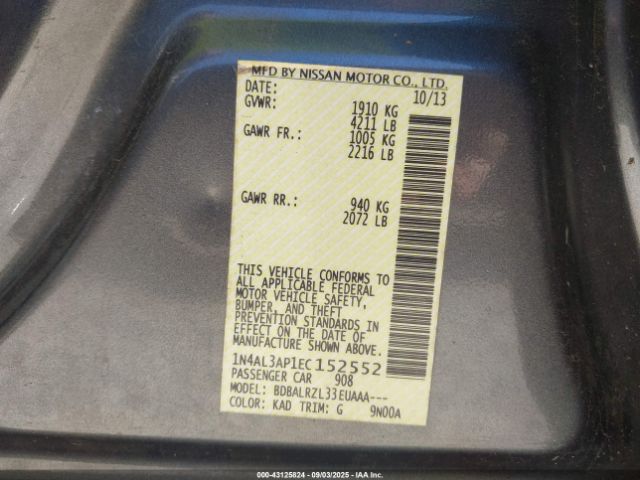 MFD BY NISSAN MOTOR CO., LTD.
DATE: 10/13
GVWR: 1910 KG
4211 LB
GAWR FR.: 1005 KG
2216 LB
GAWR RR.: 940 KG
2072 LB
THIS VEHICLE CONFORMS TO
ALL APPLICABLE FEDERAL
MOTOR VEHICLE SAFETY,
BUMPER, AND THEFT
PREVENTION STANDARDS IN
EFFECT ON THE DATE OF
MANUFACTURE SHOWN ABOVE.
1N4AL3AP1EC152552
PASSENGER CAR 908
MODEL: BDBALRZL33EUAAA---
COLOR: KAD TRIM: G 9N00A
000-43125824 | 09/03/2025 | IAA Inc.